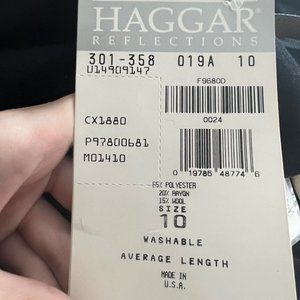 HAGGAR
REFLECTIONS
301-358 019A 10
U14909147
F9680D
CX1880
0024
P97800681
M01410
0 19785 48774 6
65% POLYESTER
20% RAYON
15% WOOL
SIZE
10
WASHABLE
AVERAGE LENGTH
MADE IN
U.S.A.